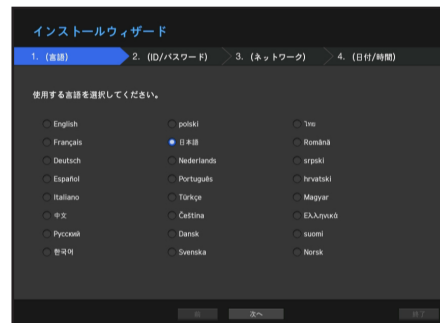 インストールウィザード
1. (言語) 2. (ID/パスワード) 3. (ネットワーク) 4. (日付/時間)
使用する言語を選択してください。
English polski ไทย
Français 日本語 Română
Deutsch Nederlands srpski
Español Português hrvatski
Italiano Türkçe Magyar
中文 Čeština Ελληνικά
Русский Dansk suomi
한국어 Svenska Norsk
前 次へ 終了